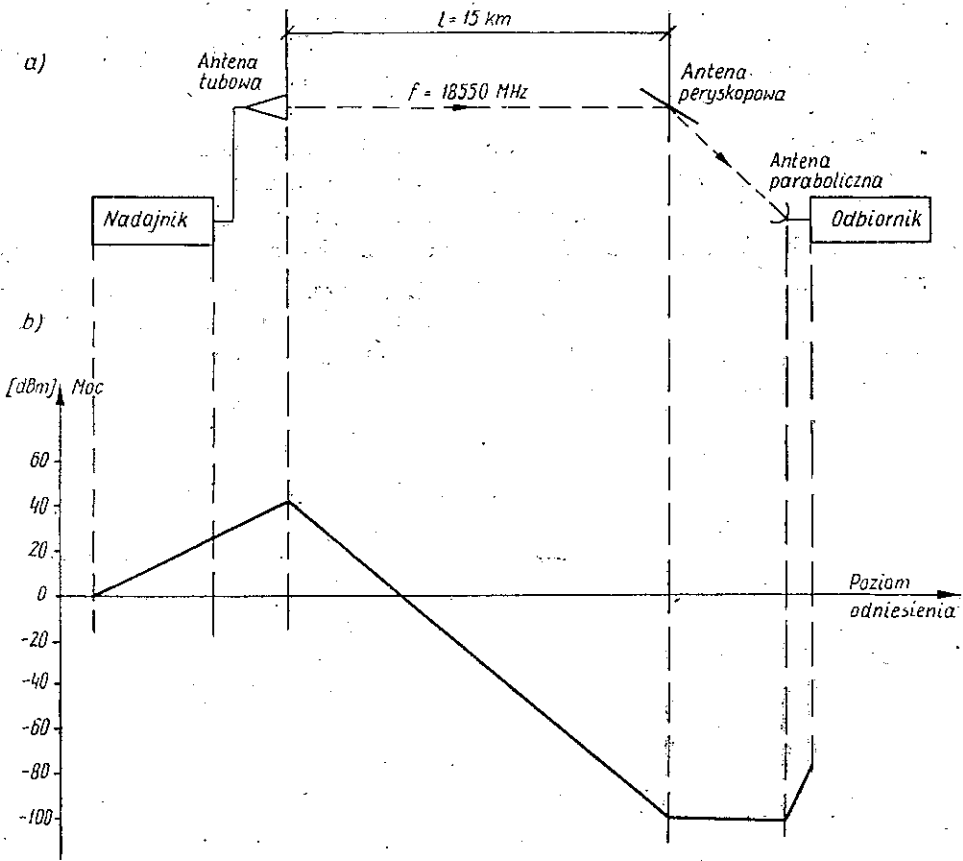 l = 15 km
a)
Antena
tubowa
f = 18550 MHz
Antena
peryskopowa
Antena
paraboliczna
Nadajnik
Odbiornik
b)
[dBm] Moc
60
40
20
0
-20
-40
-60
-80
-100
Poziom
odniesienia